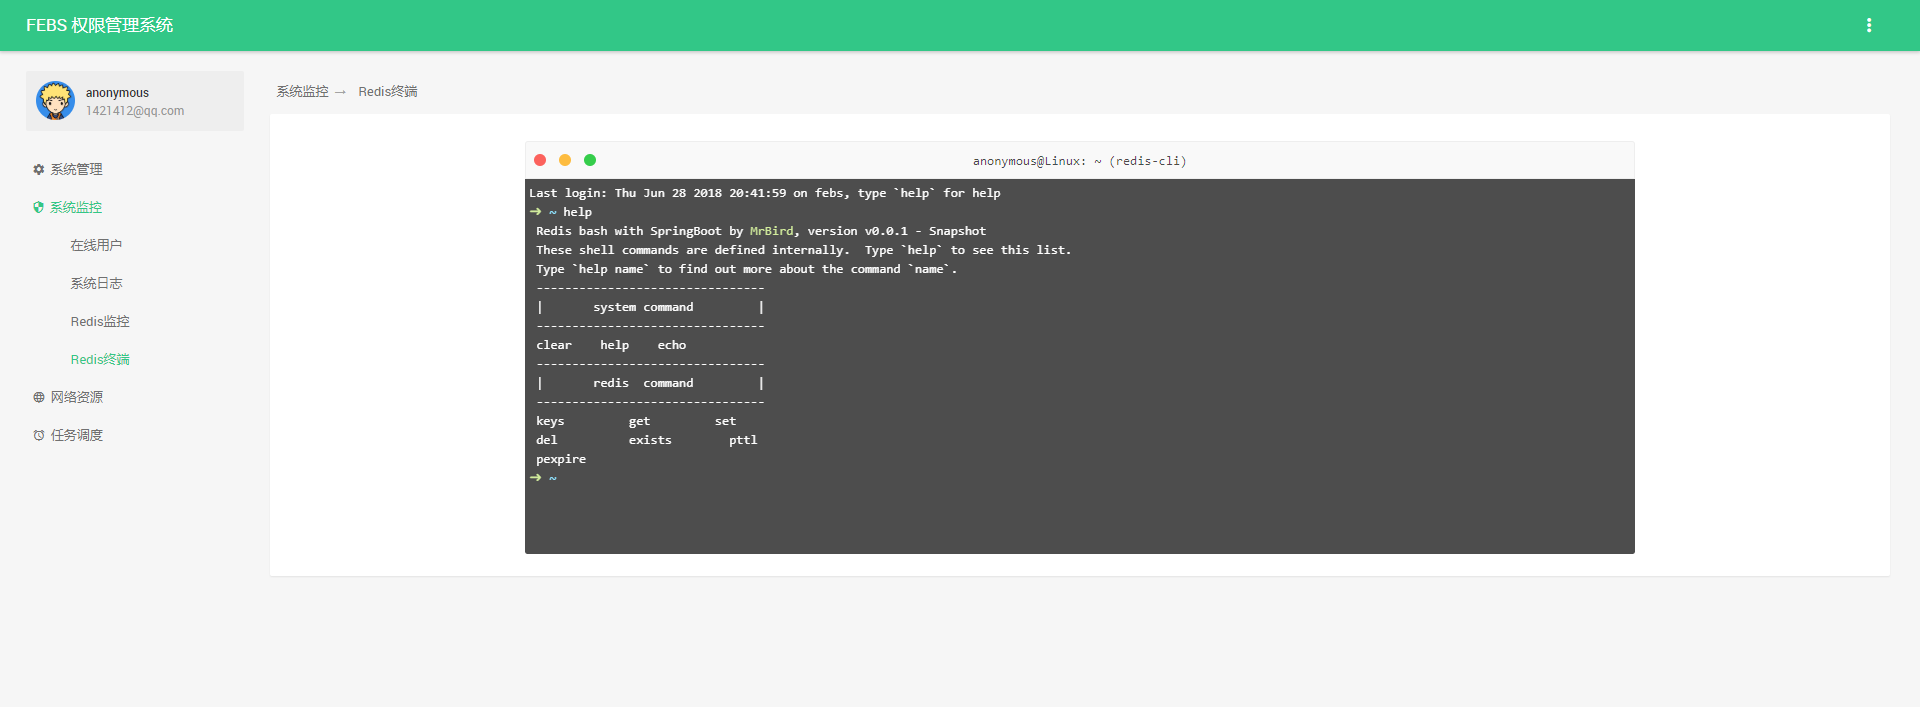 FEBS 权限管理系统
anonymous
1421412@qq.com
系统管理
系统监控
在线用户
系统日志
Redis监控
Redis终端
网络资源
任务调度
系统监控 → Redis终端
anonymous@Linux: ~ (redis-cli)
Last login: Thu Jun 28 2018 20:41:59 on febs, type `help` for help
➜ ~ help
Redis bash with SpringBoot by MrBird, version v0.0.1 - Snapshot
These shell commands are defined internally.  Type `help` to see this list.
Type `help name` to find out more about the command `name`.
--------------------------------
|       system command         |
--------------------------------
clear    help    echo
--------------------------------
|       redis  command         |
--------------------------------
keys         get         set
del          exists        pttl
pexpire
➜ ~